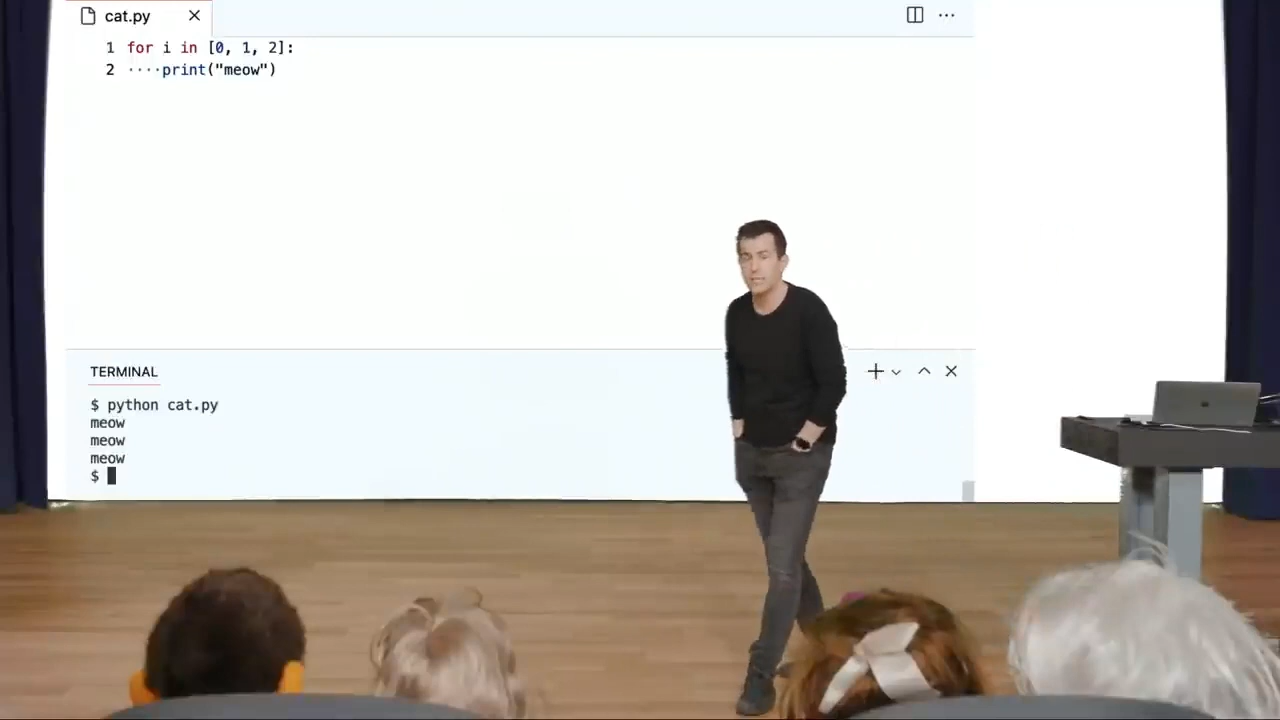 cat.py
1 for i in [0, 1, 2]:
2 ····print("meow")
TERMINAL
$ python cat.py
meow
meow
meow
$